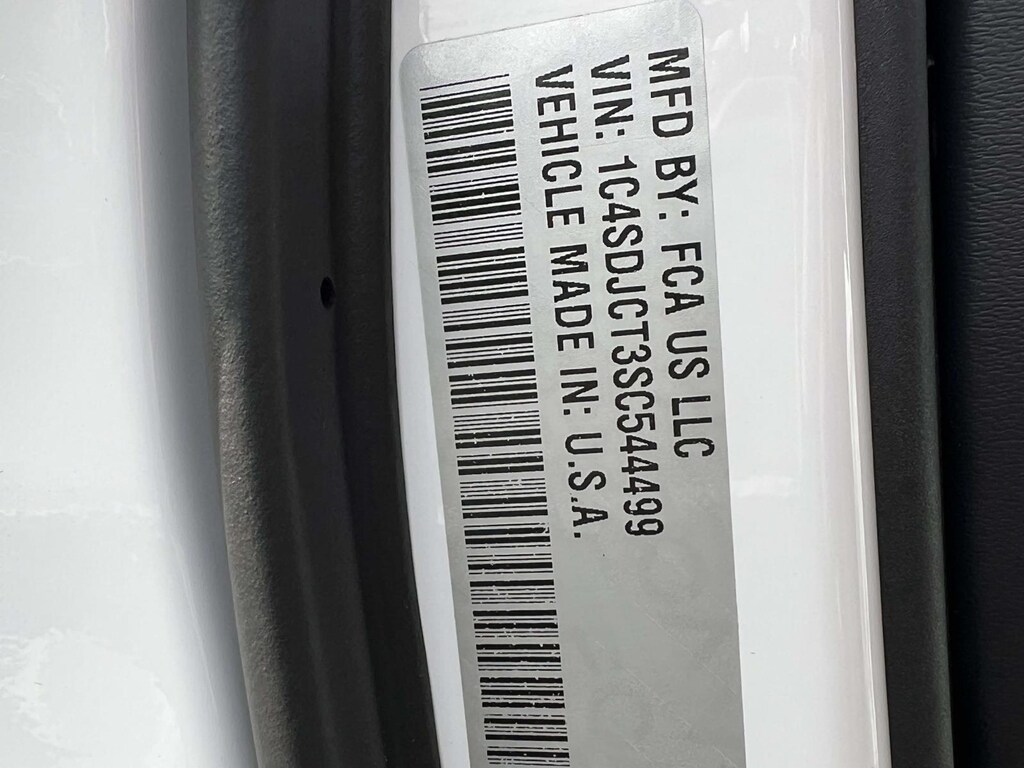 MFD BY: FCA US LLC
VIN: 1C4SDJCT3SC544499
VEHICLE MADE IN: U.S.A.